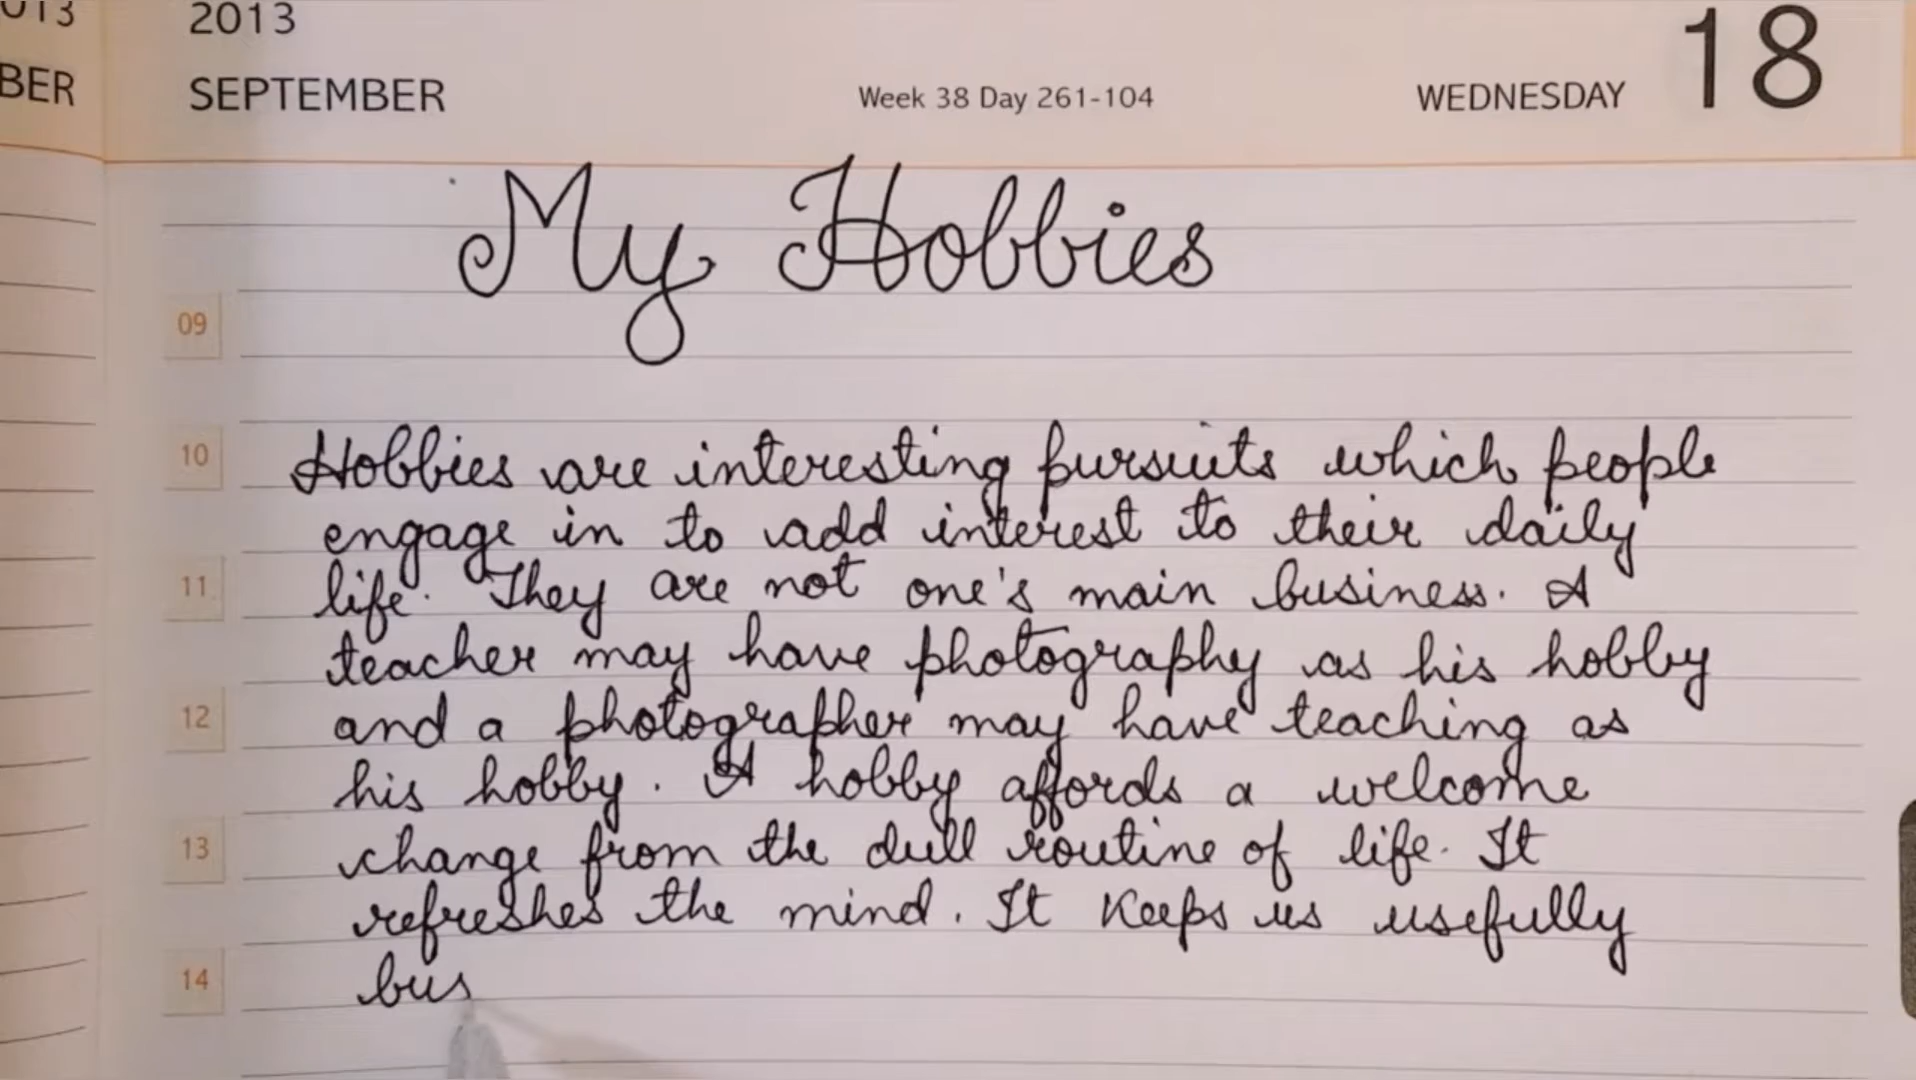 013
2013
BER
SEPTEMBER
Week 38 Day 261-104
WEDNESDAY
18
My Hobbies
09
10
Hobbies are interesting pursuits which people
engage in to add interest to their daily
11
life. They are not one's main business. A
teacher may have photography as his hobby
12
and a photographer may have teaching as
his hobby. A hobby affords a welcome
13
change from the dull routine of life. It
refreshes the mind. It keeps us usefully
14
bus